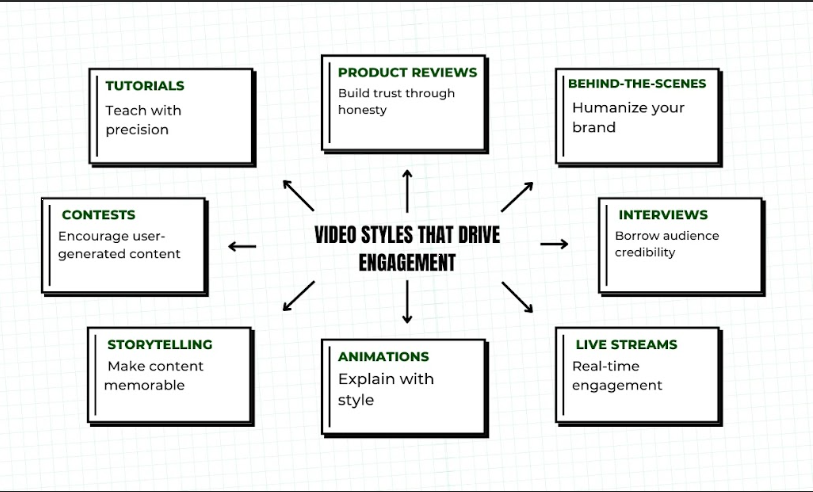 TUTORIALS
Teach with
precision
PRODUCT REVIEWS
Build trust through
honesty
BEHIND-THE-SCENES
Humanize your
brand
CONTESTS
Encourage user-
generated content
VIDEO STYLES THAT DRIVE
ENGAGEMENT
INTERVIEWS
Borrow audience
credibility
STORYTELLING
Make content
memorable
ANIMATIONS
Explain with
style
LIVE STREAMS
Real-time
engagement